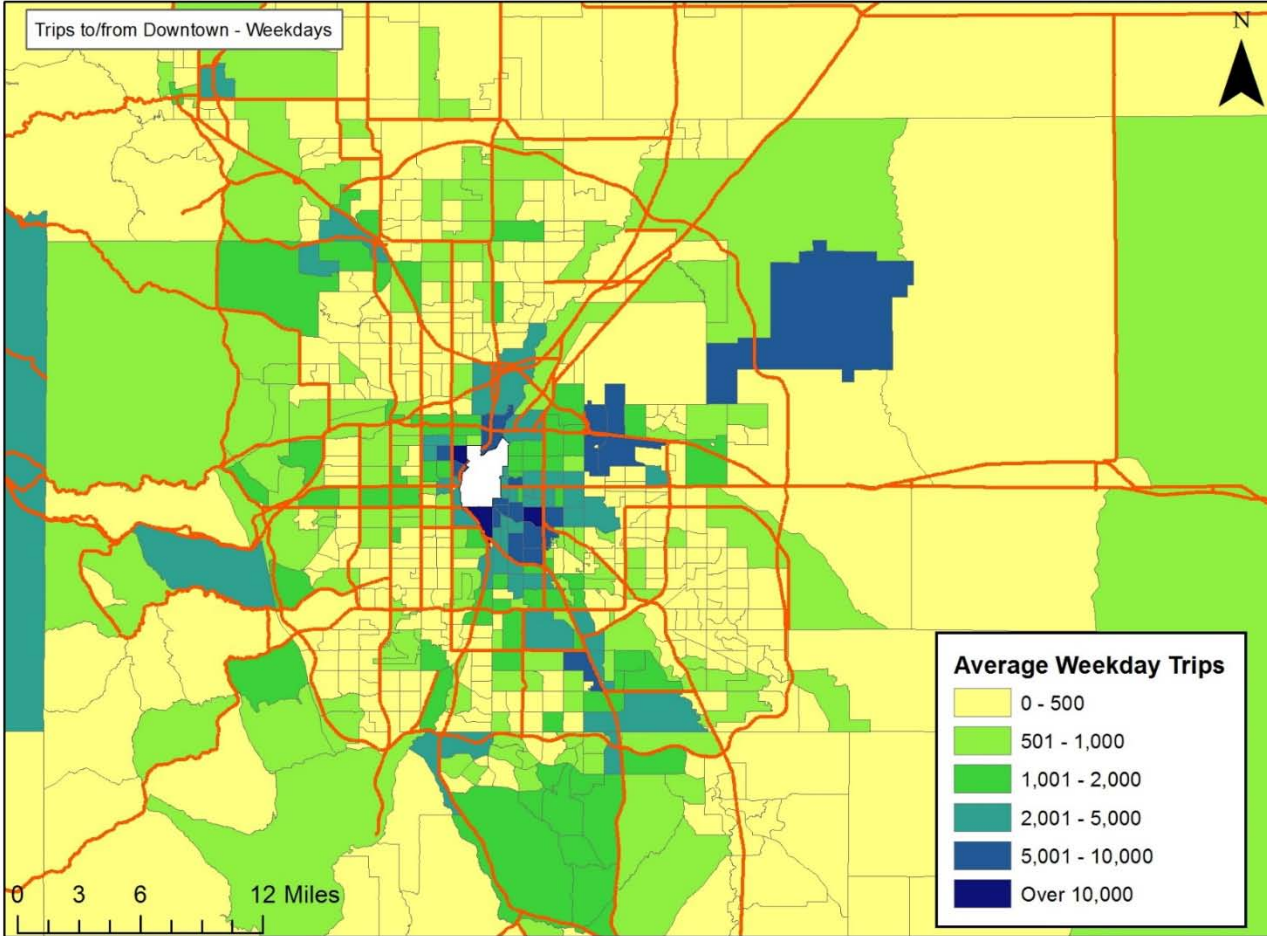 Trips to/from Downtown - Weekdays
N
Average Weekday Trips
0 - 500
501 - 1,000
1,001 - 2,000
2,001 - 5,000
5,001 - 10,000
Over 10,000
0 3 6 12 Miles